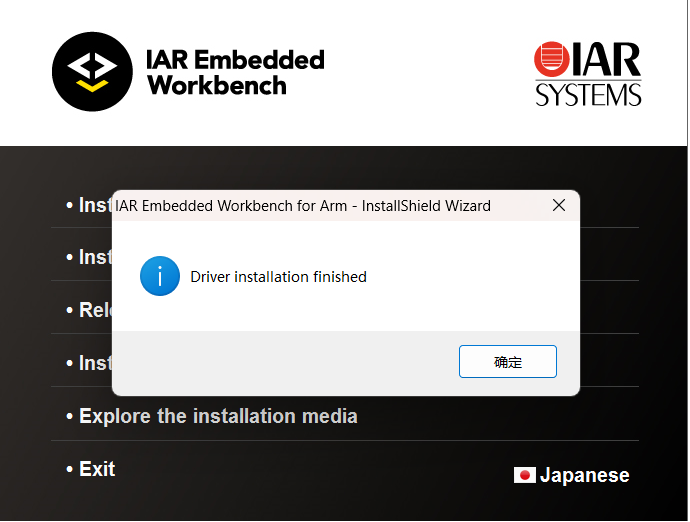 IAR Embedded
Workbench
IAR
SYSTEMS
IAR Embedded Workbench for Arm - InstallShield Wizard
Driver installation finished
确定
• Inst
• Inst
• Rel
• Inst
• Explore the installation media
• Exit
Japanese